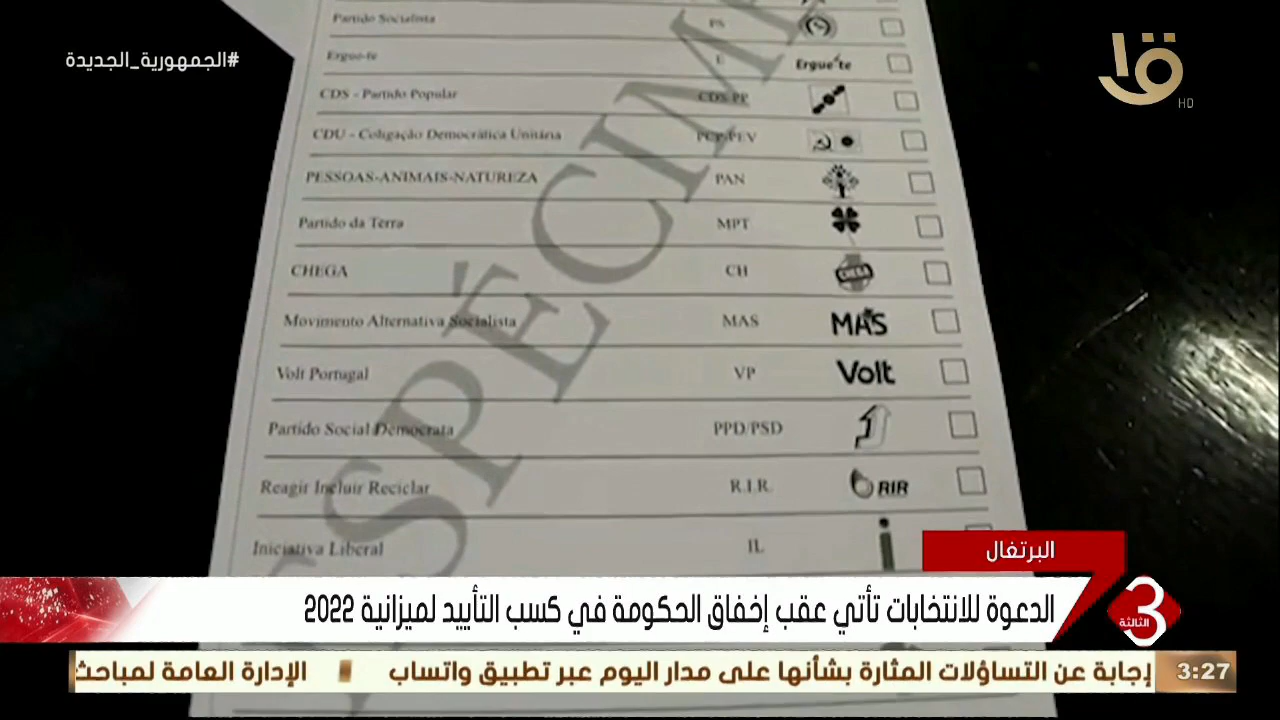 #الجمهورية_الجديدة
HD
Partido Socialista PS
Ergue-te E Ergue-te
CDS - Partido Popular CDS-PP
CDU - Coligação Democrática Unitária PCP-PEV
PESSOAS-ANIMAIS-NATUREZA PAN
Partido da Terra MPT
CHEGA CH CHEGA
Movimento Alternativa Socialista MAS MAS
Volt Portugal VP Volt
Partido Social Democrata PPD/PSD
Reagir Incluir Reciclar R.I.R. RIR
Iniciativa Liberal IL
ESPÉCIME
البرتغال
الدعوة للانتخابات تأتي عقب إخفاق الحكومة في كسب التأييد لميزانية 2022
3 الثالثة
إجابة عن التساؤلات المثارة بشأنها على مدار اليوم عبر تطبيق واتساب الإدارة العامة لمباحث
3:27